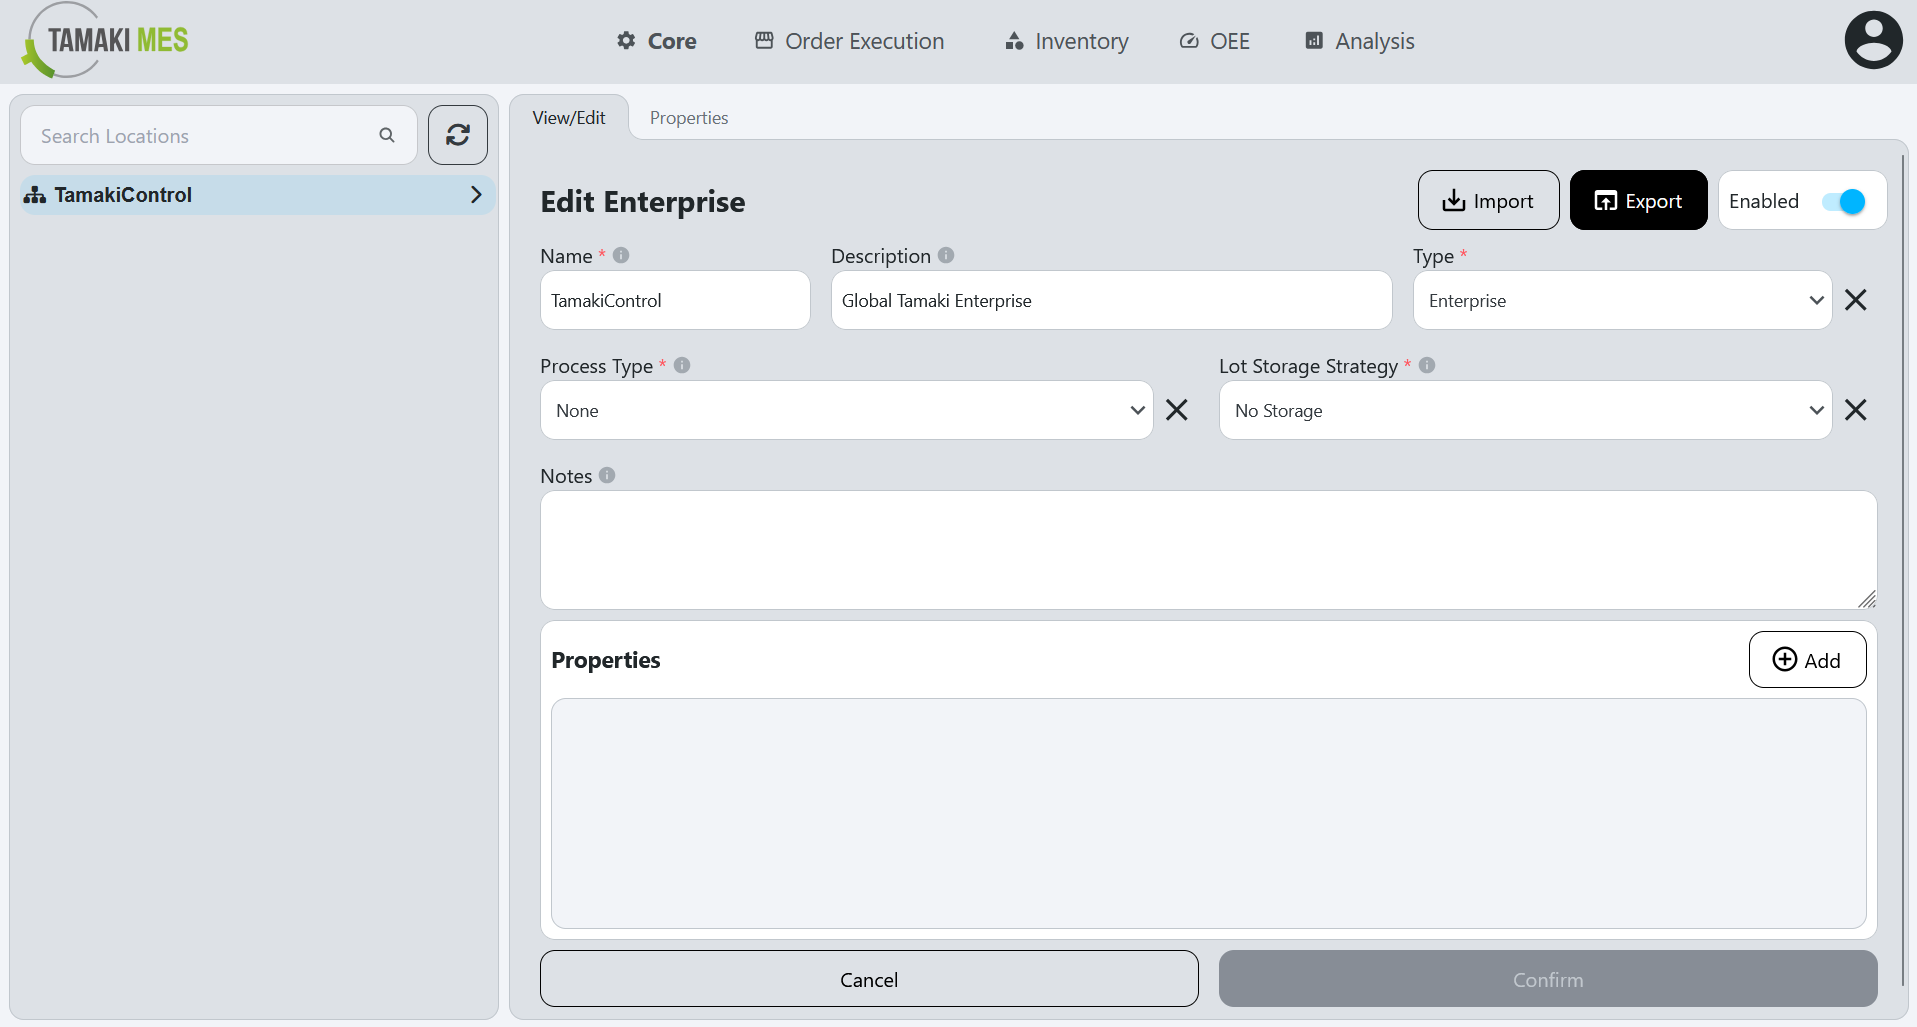 TAMAKI MES
Core
Order Execution
Inventory
OEE
Analysis
Search Locations
TamakiControl
View/Edit
Properties
Edit Enterprise
Import
Export
Enabled
Name *
Description
Type *
TamakiControl
Global Tamaki Enterprise
Enterprise
Process Type *
Lot Storage Strategy *
None
No Storage
Notes
Properties
Add
Cancel
Confirm